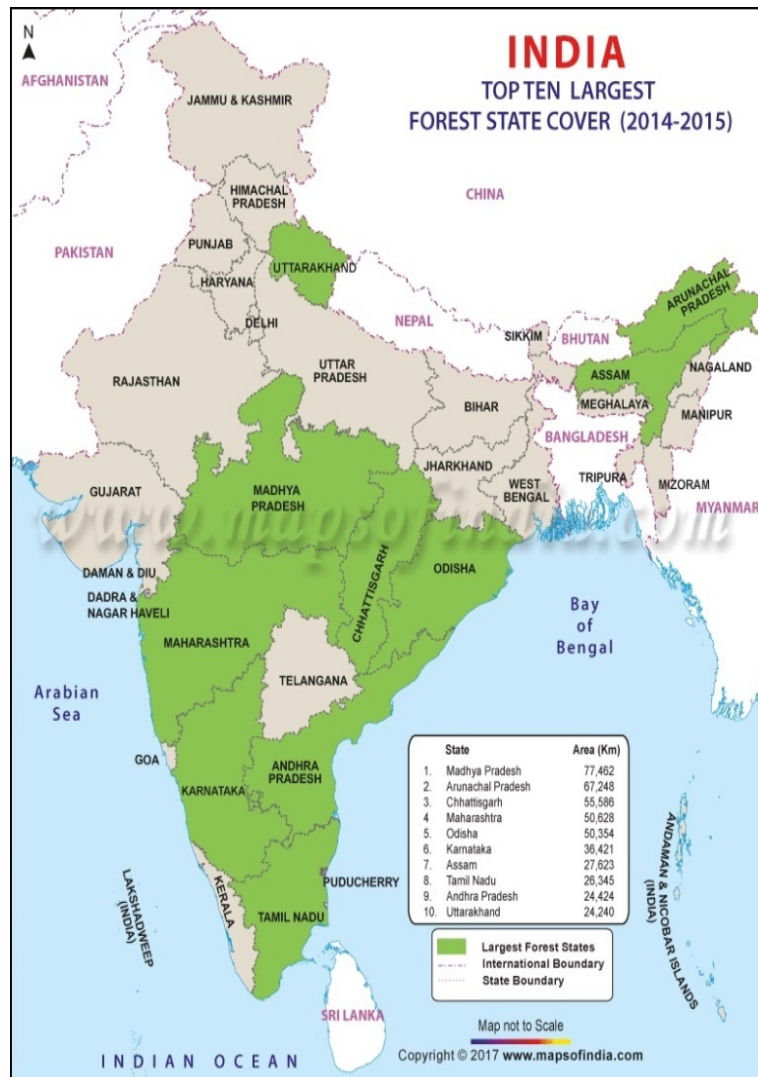 N
INDIA
TOP TEN LARGEST
FOREST STATE COVER (2014-2015)
AFGHANISTAN
JAMMU & KASHMIR
CHINA
HIMACHAL
PRADESH
PUNJAB
PAKISTAN
UTTARAKHAND
HARYANA
DELHI
ARUNACHAL
PRADESH
NEPAL
SIKKIM
BHUTAN
UTTAR
PRADESH
RAJASTHAN
ASSAM
NAGALAND
MEGHALAYA
BIHAR
MANIPUR
BANGLADESH
JHARKHAND
TRIPURA
MIZORAM
WEST
BENGAL
GUJARAT
MADHYA
PRADESH
MYANMAR
www.mapsofindia.com
CHHATTISGARH
ODISHA
DAMAN & DIU
DADRA &
NAGAR HAVELI
MAHARASHTRA
Bay
of
Bengal
TELANGANA
Arabian
Sea
GOA
ANDHRA
PRADESH
KARNATAKA
State Area (Km)
1. Madhya Pradesh 77,462
2. Arunachal Pradesh 67,248
3. Chhattisgarh 55,586
4 Maharashtra 50,628
5. Odisha 50,354
6. Karnataka 36,421
7. Assam 27,623
8. Tamil Nadu 26,345
9. Andhra Pradesh 24,424
10. Uttarakhand 24,240
ANDAMAN & NICOBAR ISLANDS
(INDIA)
LAKSHADWEEP
(INDIA)
KERALA
PUDUCHERRY
TAMIL NADU
Largest Forest States
International Boundary
State Boundary
SRI LANKA
Map not to Scale
Copyright © 2017 www.mapsofindia.com
INDIAN OCEAN